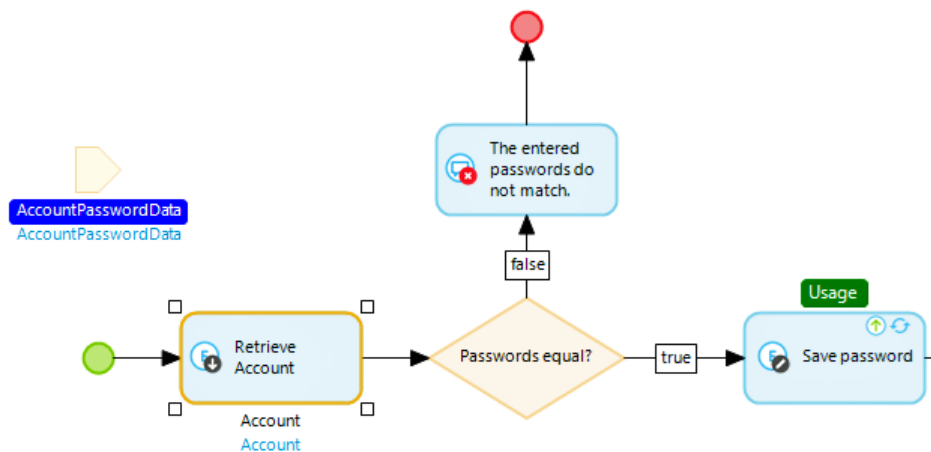 The entered
passwords do
not match.
AccountPasswordData
AccountPasswordData
false
Usage
Retrieve
Account
Passwords equal?
true
Save password
Account
Account